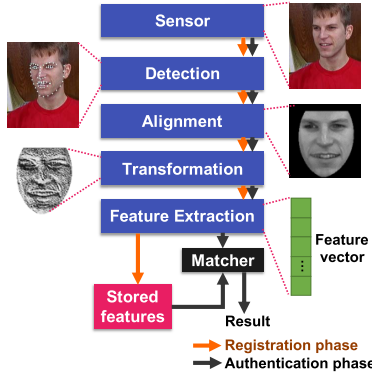 Sensor
Detection
Alignment
Transformation
Feature Extraction
Feature
vector
Matcher
Stored
features
Result
Registration phase
Authentication phase